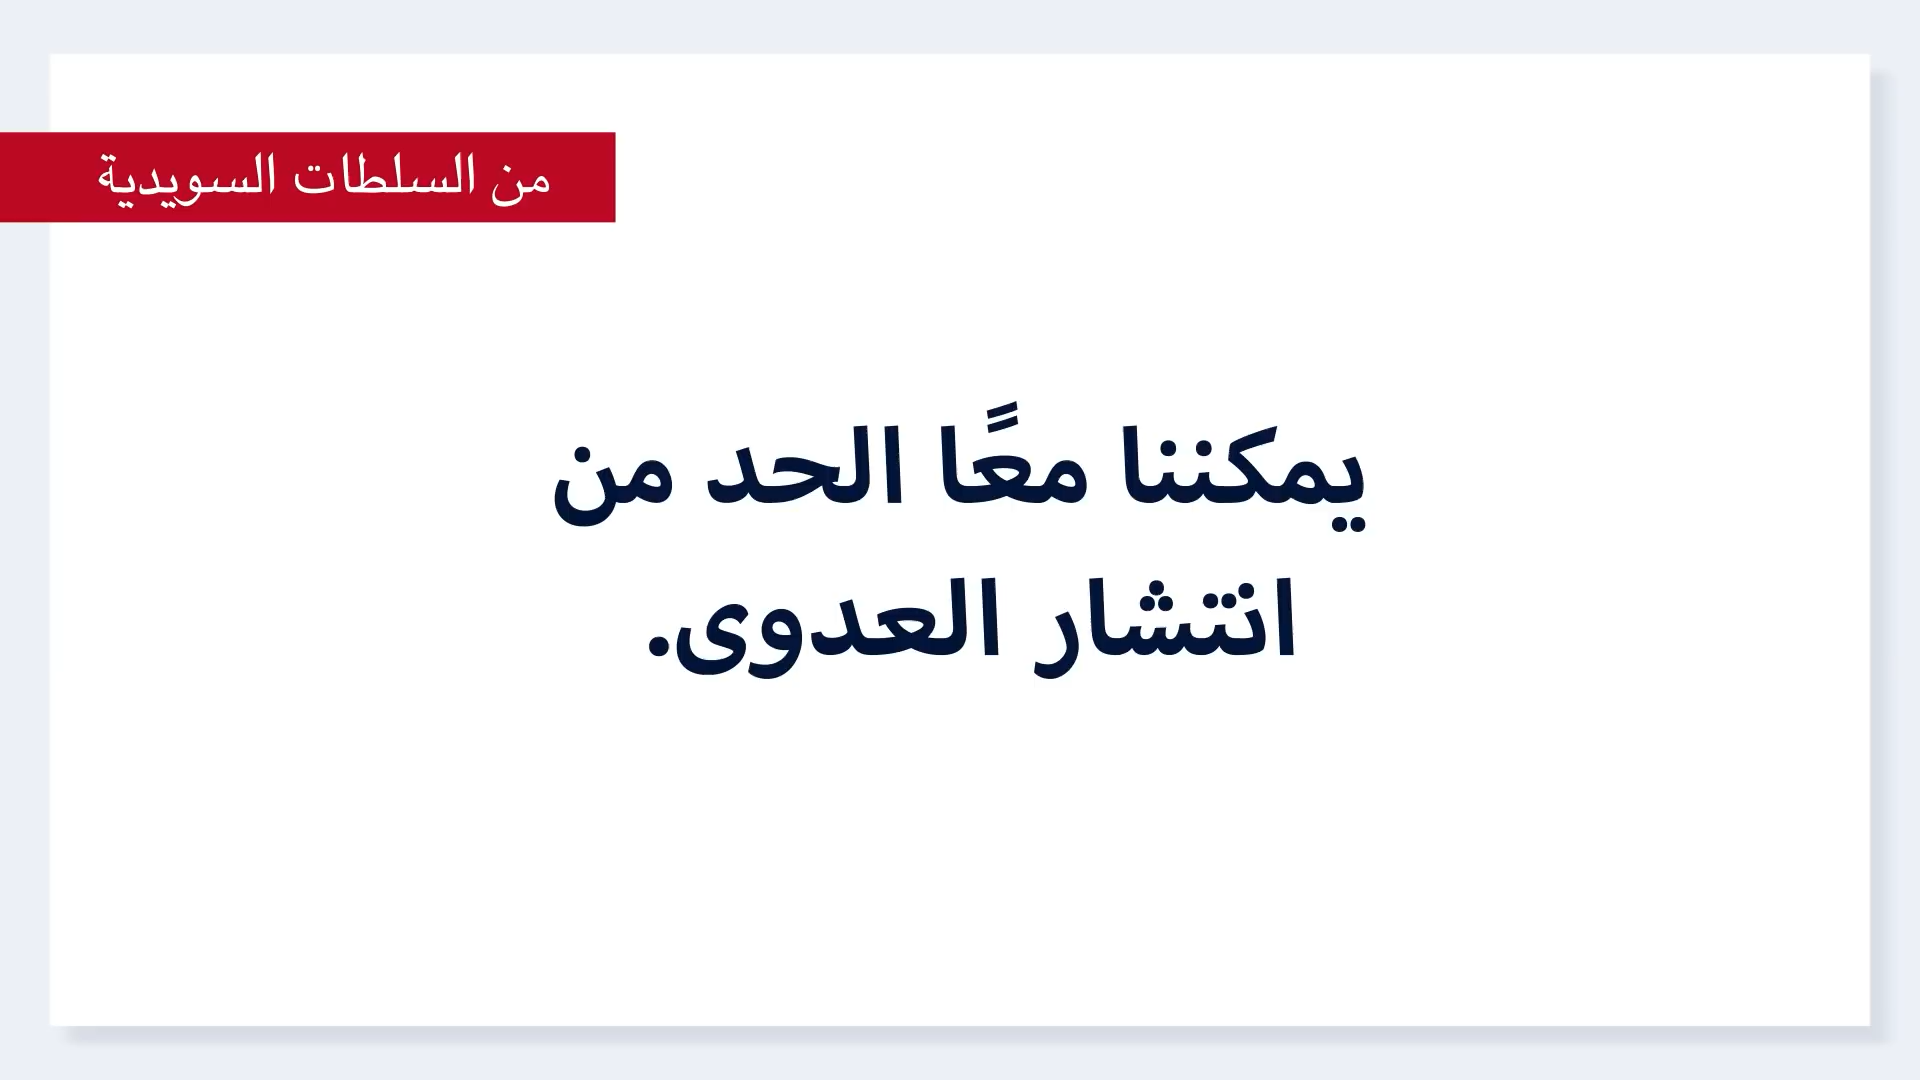 من السلطات السويدية
يمكننا معًا الحد من
انتشار العدوى.